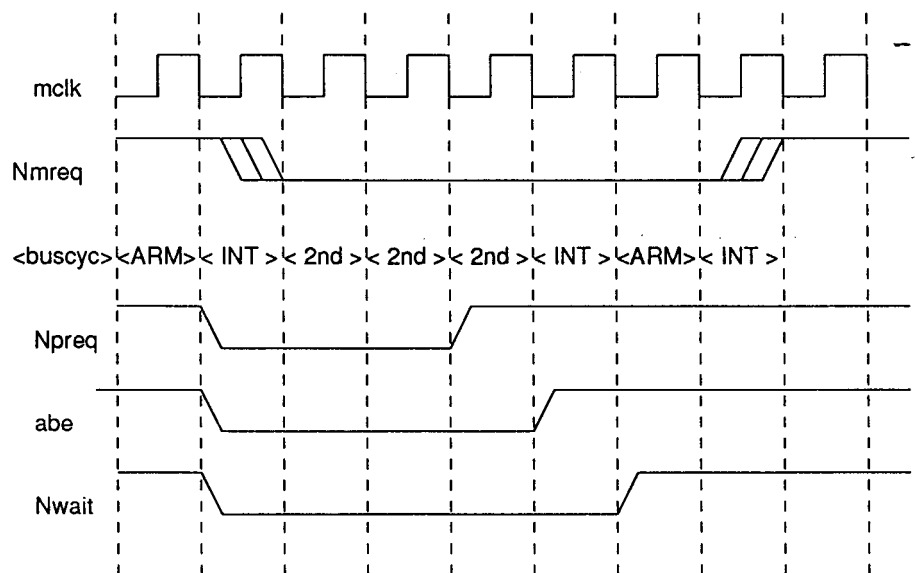 mclk
Nmreq
<buscyc> <ARM> < INT > < 2nd > < 2nd > < 2nd > < INT > <ARM> < INT >
Npreq
abe
Nwait